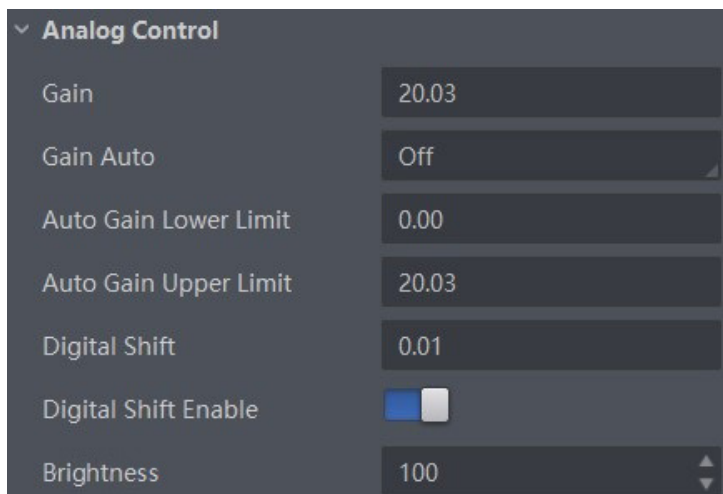 Analog Control
Gain 20.03
Gain Auto Off
Auto Gain Lower Limit 0.00
Auto Gain Upper Limit 20.03
Digital Shift 0.01
Digital Shift Enable
Brightness 100